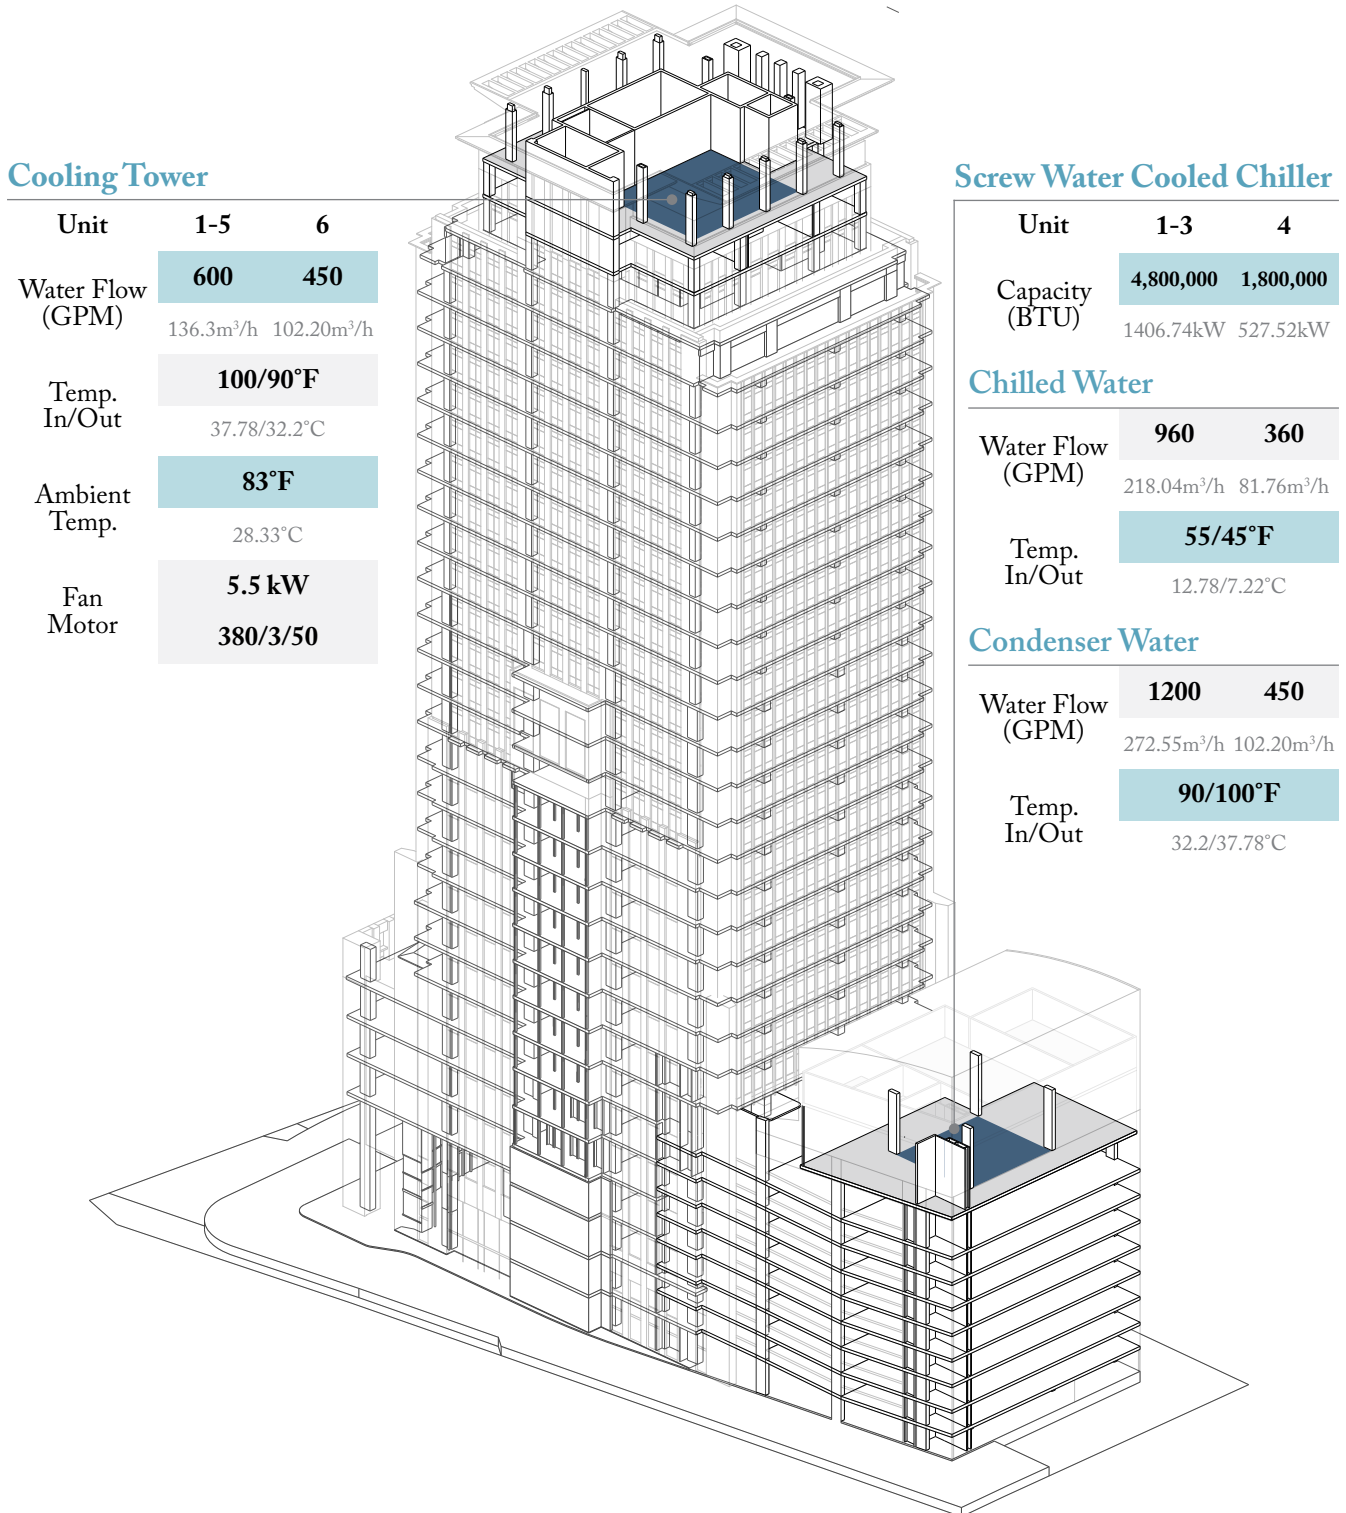 Cooling Tower
Unit 1-5 6
Water Flow (GPM) 600 450
136.3m³/h 102.20m³/h
Temp. In/Out 100/90°F
37.78/32.2°C
Ambient Temp. 83°F
28.33°C
Fan Motor 5.5 kW
380/3/50
Screw Water Cooled Chiller
Unit 1-3 4
Capacity (BTU) 4,800,000 1,800,000
1406.74kW 527.52kW
Chilled Water
Water Flow (GPM) 960 360
218.04m³/h 81.76m³/h
Temp. In/Out 55/45°F
12.78/7.22°C
Condenser Water
Water Flow (GPM) 1200 450
272.55m³/h 102.20m³/h
Temp. In/Out 90/100°F
32.2/37.78°C